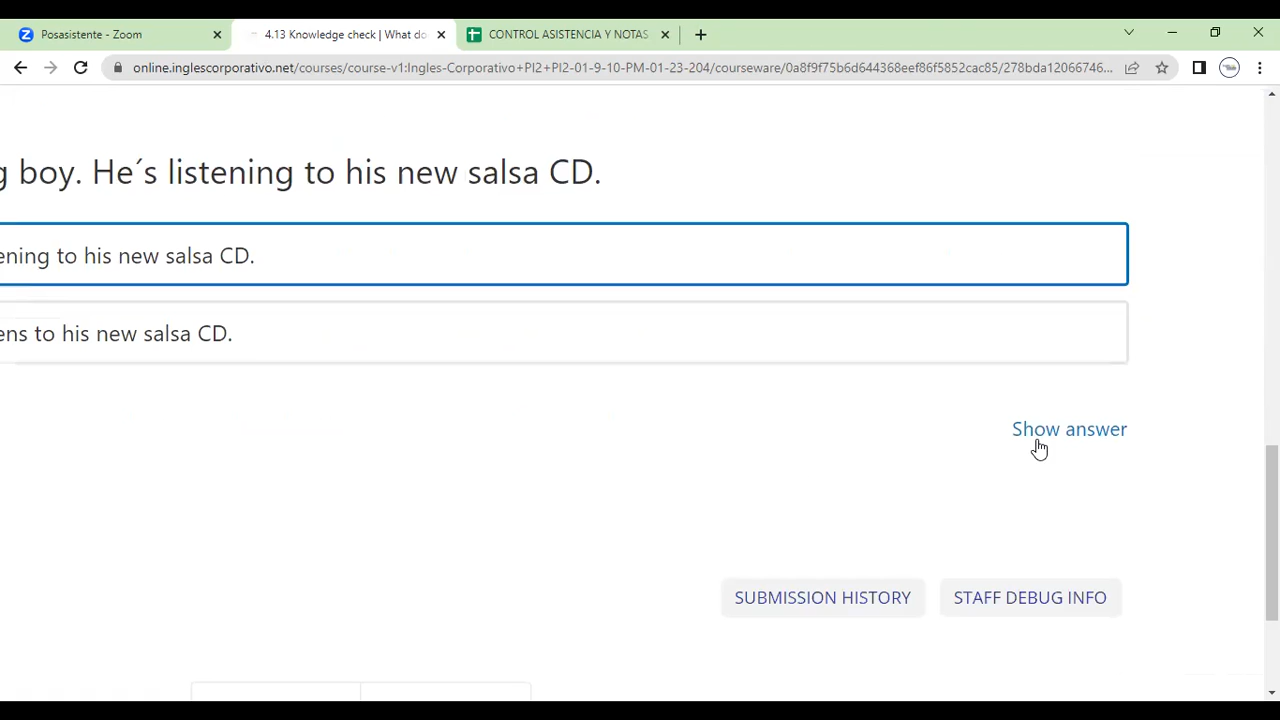 Posasistente - Zoom
4.13 Knowledge check | What do
CONTROL ASISTENCIA Y NOTAS
online.inglescorporativo.net/courses/course-v1:Ingles-Corporativo+PI2+PI2-01-9-10-PM-01-23-204/courseware/0a8f9f75b6d644368eef86f5852cac85/278bda12066746...
g boy. He´s listening to his new salsa CD.
ening to his new salsa CD.
ens to his new salsa CD.
Show answer
SUBMISSION HISTORY
STAFF DEBUG INFO